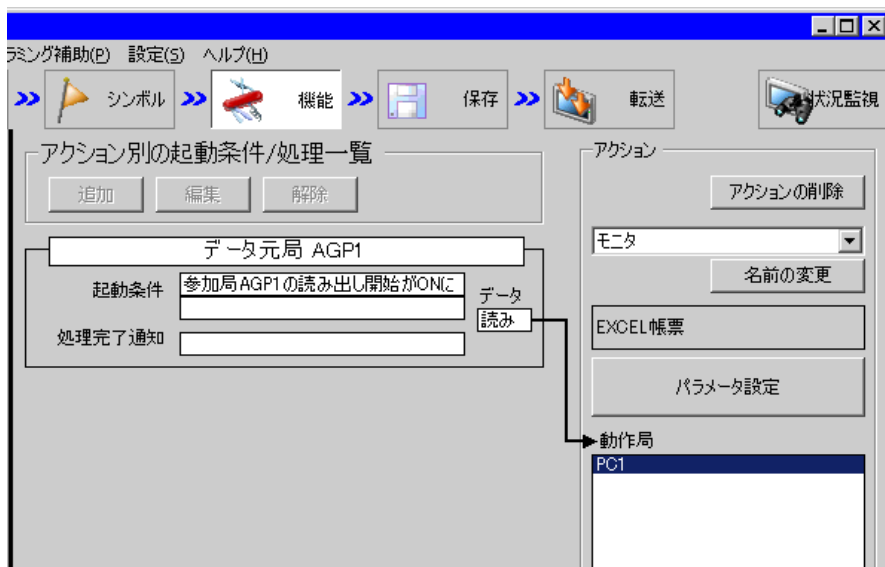 ラミング補助(P) 設定(S) ヘルプ(H)
シンボル 機能 保存 転送 状況監視
アクション別の起動条件/処理一覧
追加 編集 解除
データ元局 AGP1
起動条件 参加局AGP1の読み出し開始がONに
データ
読み
処理完了通知
アクション
アクションの削除
モニタ
名前の変更
EXCEL帳票
パラメータ設定
動作局
PC1